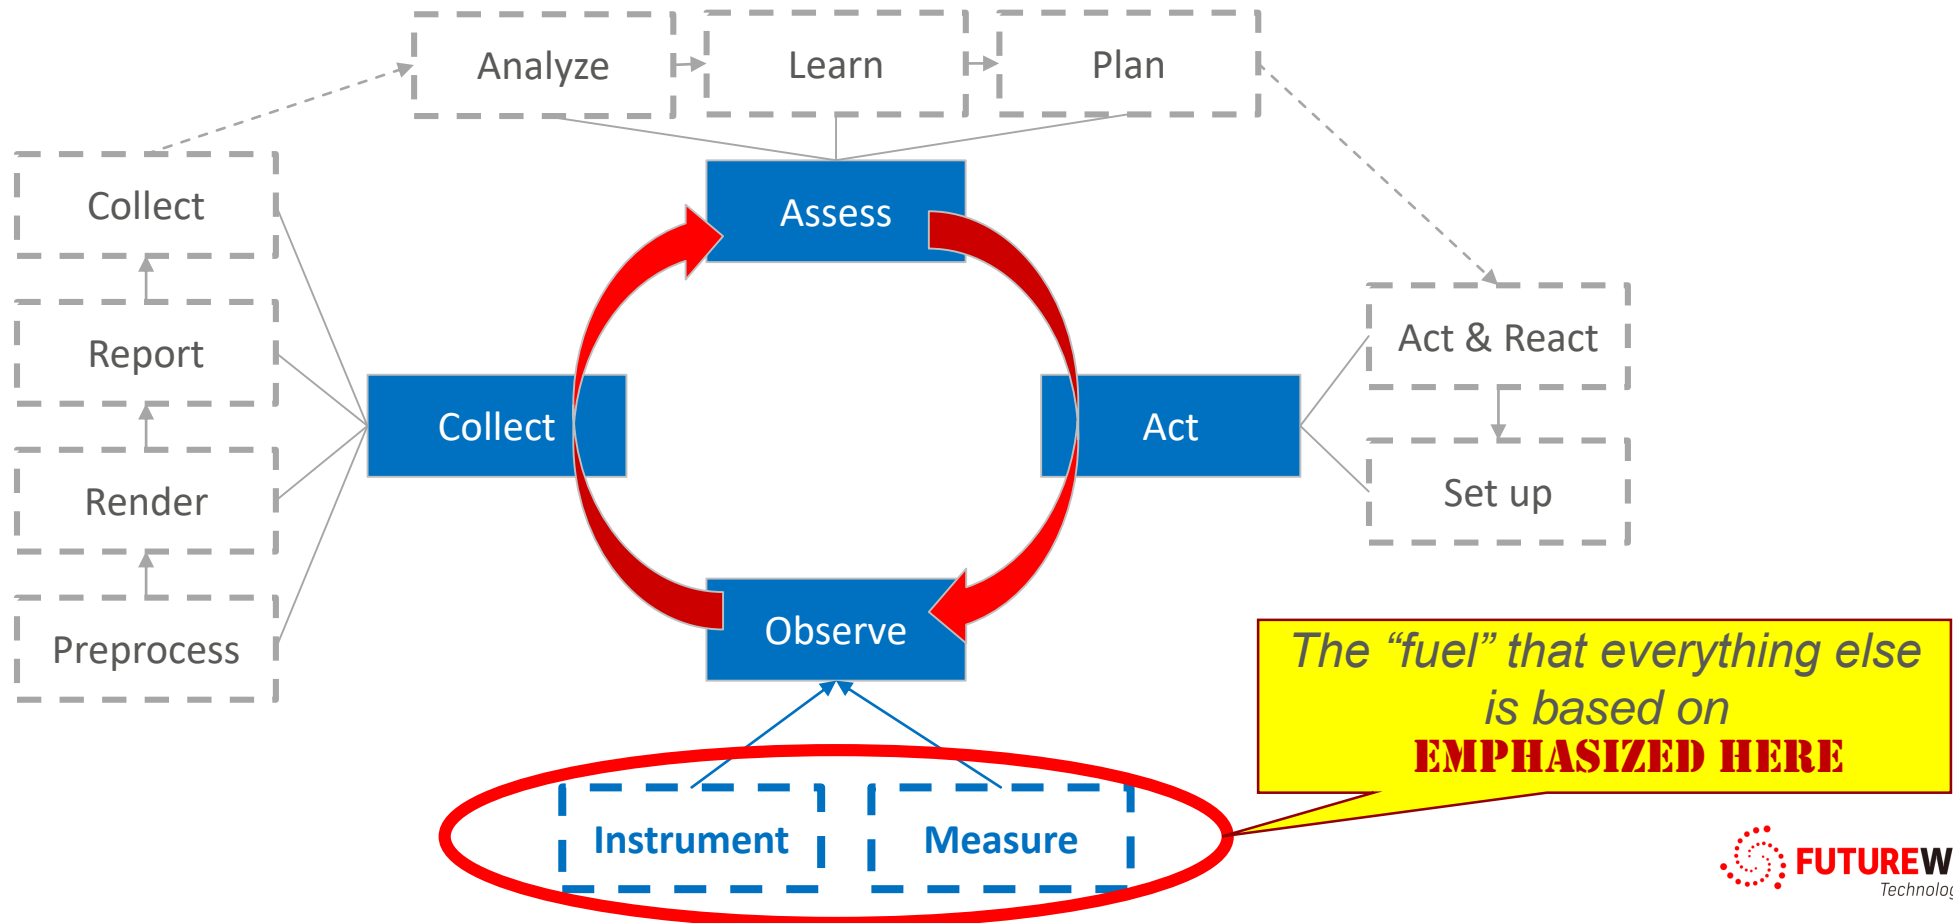 Analyze
Learn
Plan
Collect
Assess
Report
Act & React
Collect
Act
Render
Set up
Observe
Preprocess
The “fuel” that everything else
is based on
EMPHASIZED HERE
Instrument
Measure
FUTUREW
Technolog